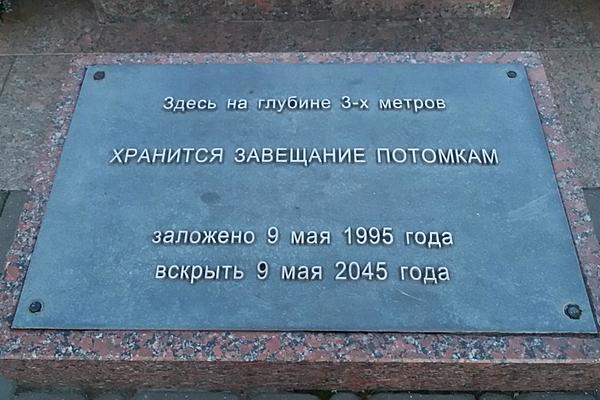 Здесь на глубине 3-х метров
ХРАНИТСЯ ЗАВЕЩАНИЕ ПОТОМКАМ
заложено 9 мая 1995 года
вскрыть 9 мая 2045 года